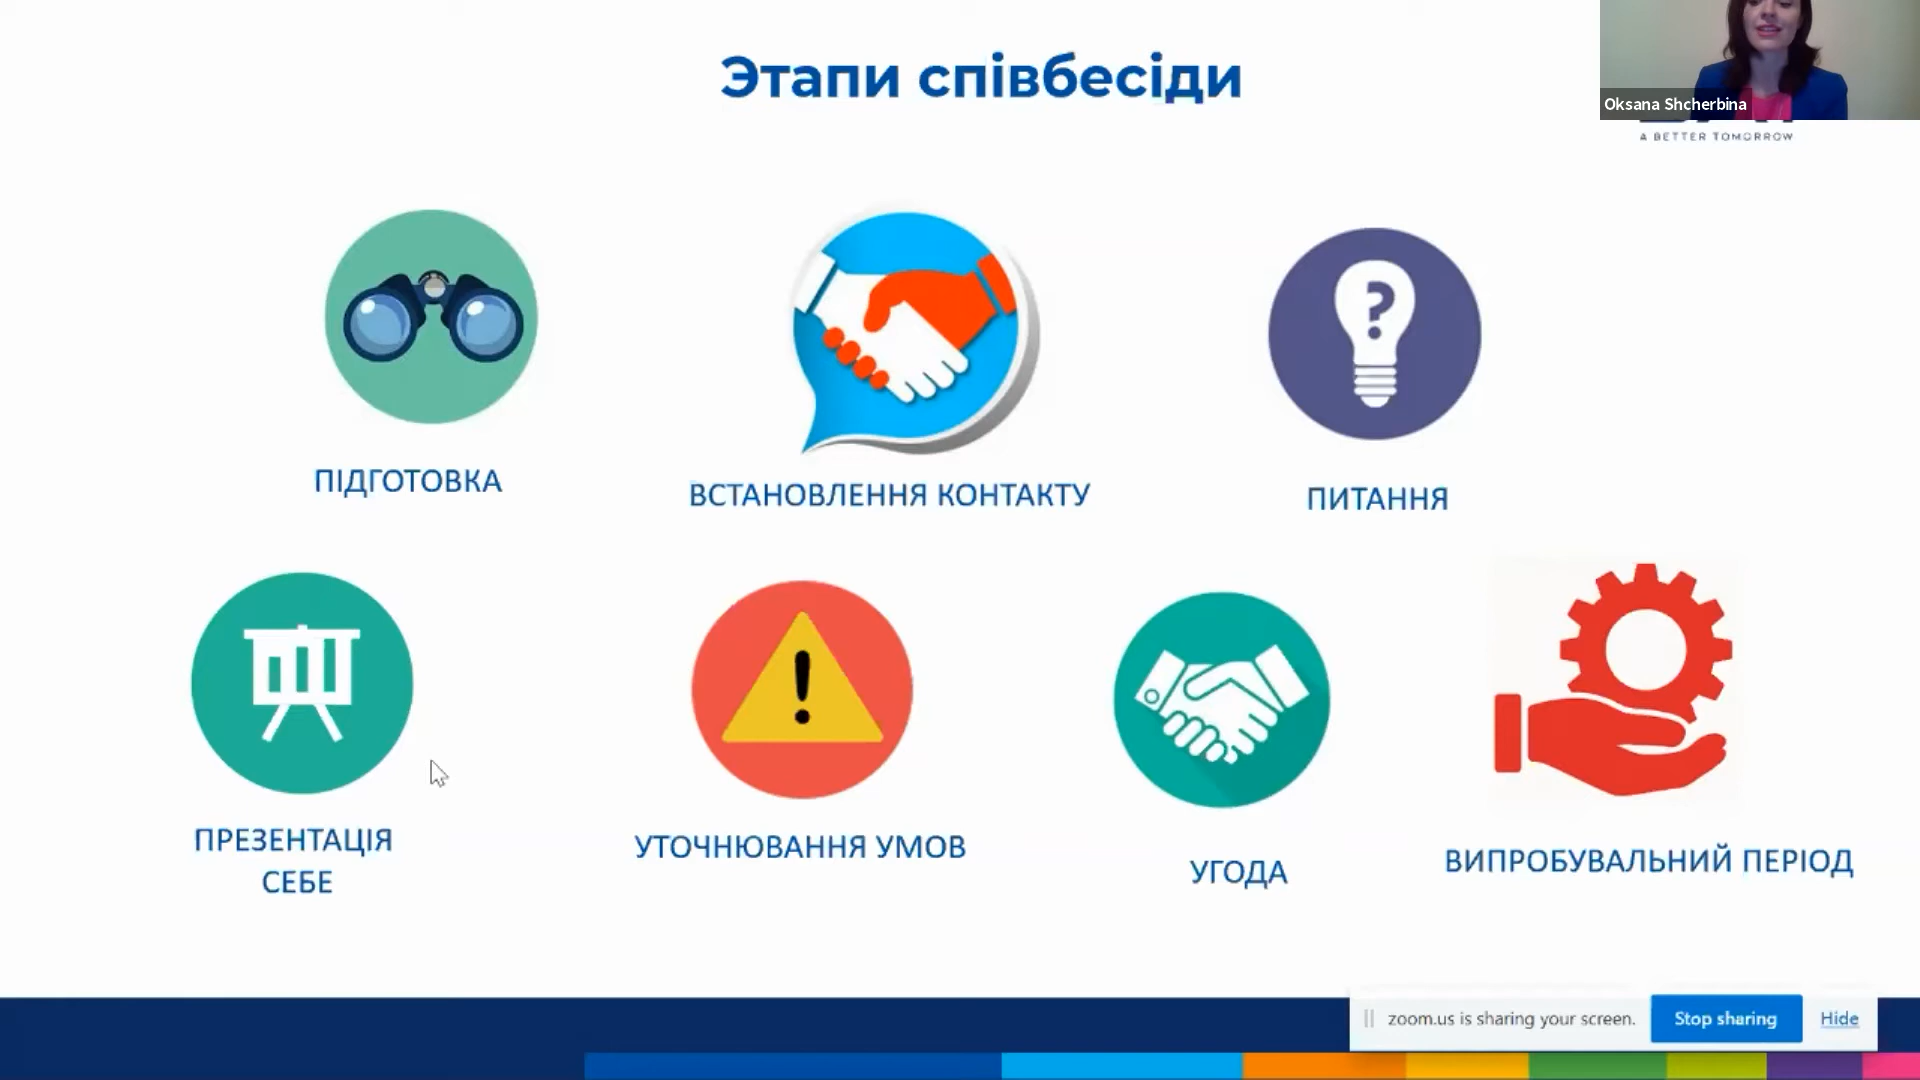 Этапи співбесіди
Oksana Shcherbina
A BETTER TOMORROW
ПІДГОТОВКА
ВСТАНОВЛЕННЯ КОНТАКТУ
ПИТАННЯ
ПРЕЗЕНТАЦІЯ
СЕБЕ
УТОЧНЮВАННЯ УМОВ
УГОДА
ВИПРОБУВАЛЬНИЙ ПЕРІОД
zoom.us is sharing your screen.
Stop sharing
Hide